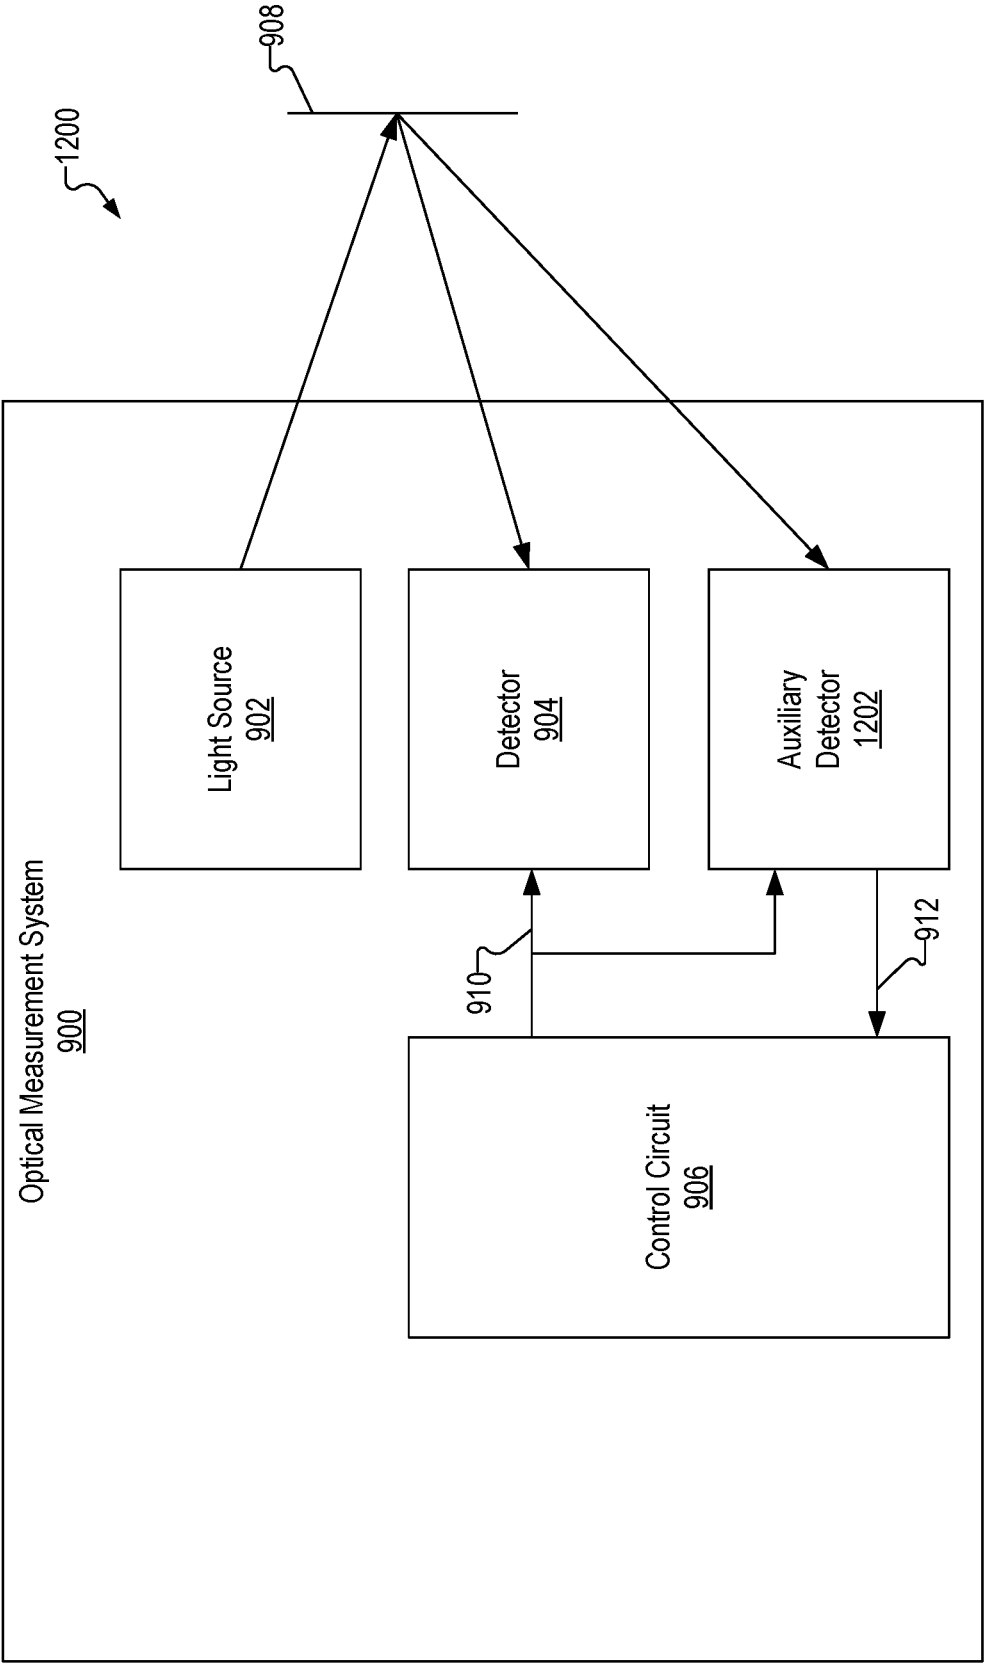 Optical Measurement System
900
1200
908
Light Source
902
Detector
904
Auxiliary
Detector
1202
910
912
Control Circuit
906